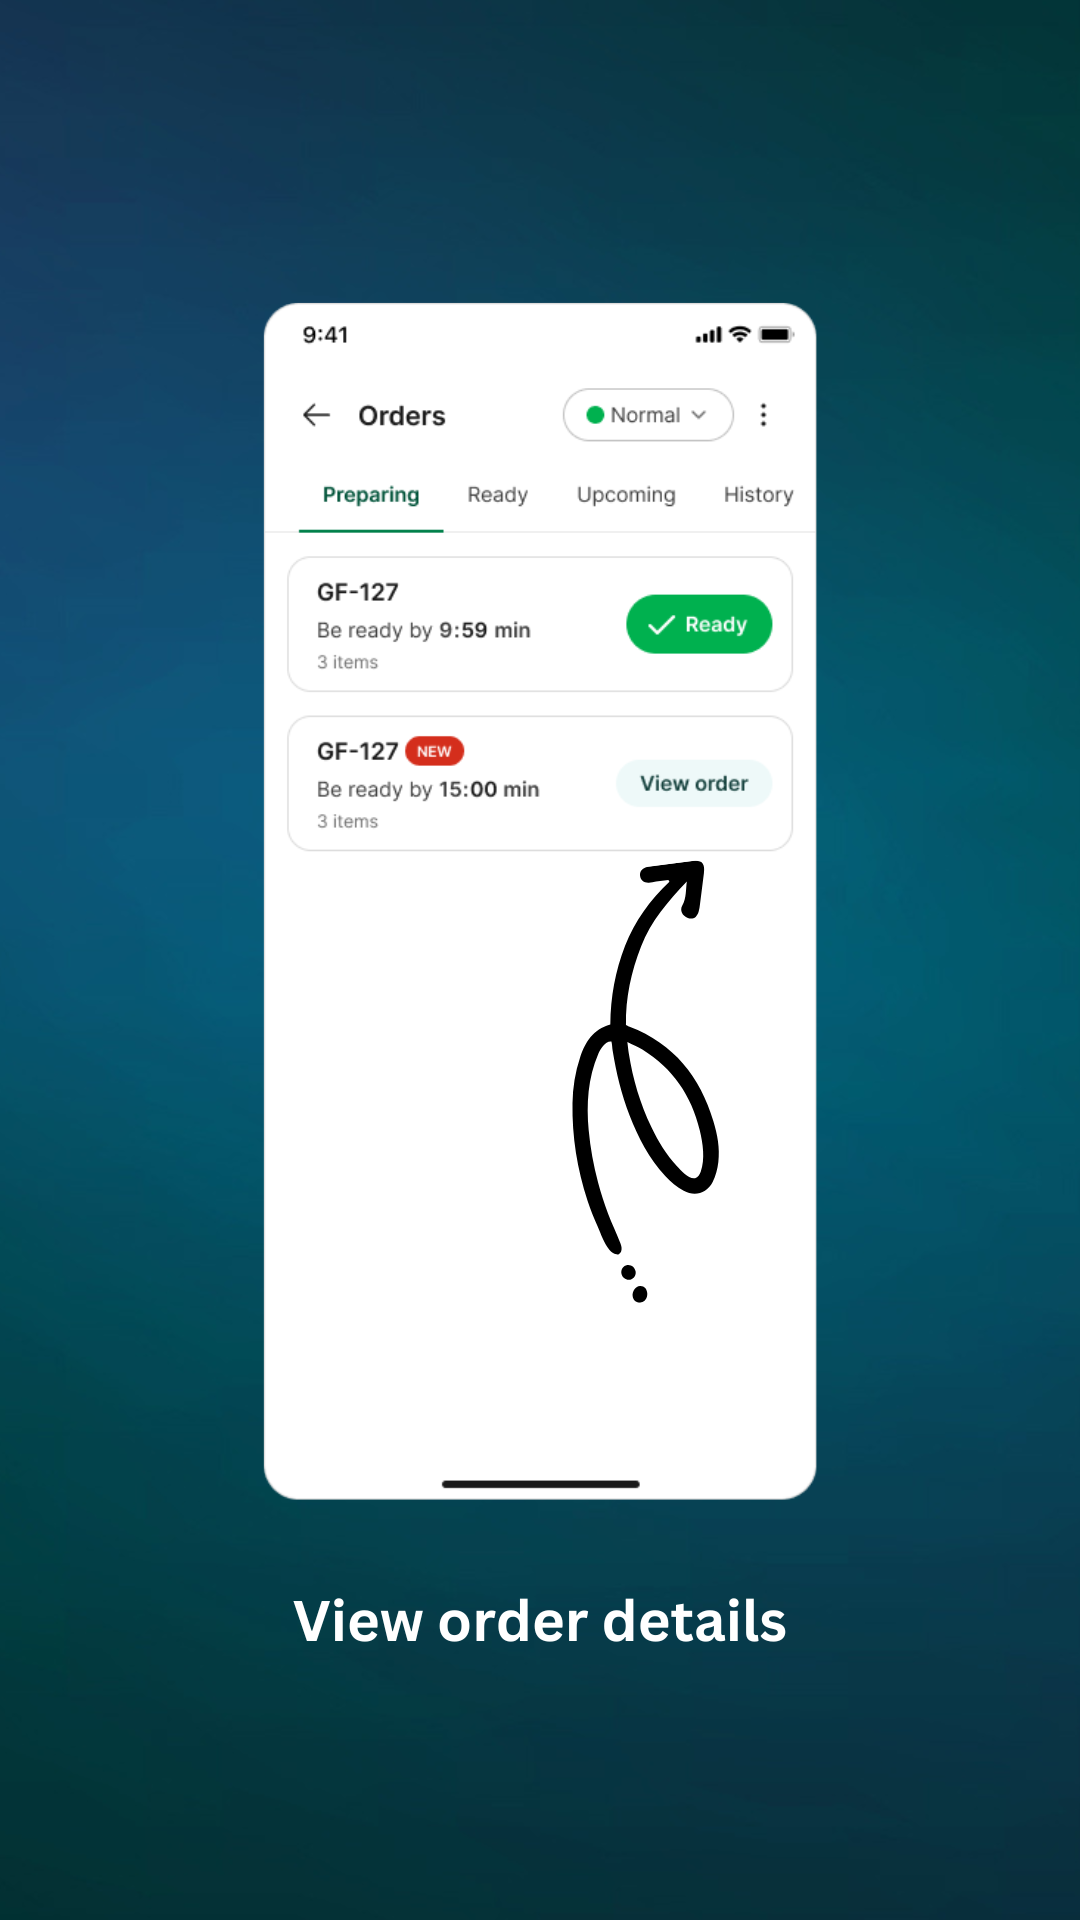 9:41
Orders
Normal
Preparing Ready Upcoming History
GF-127
Be ready by 9:59 min
3 items
Ready
GF-127 NEW
Be ready by 15:00 min
3 items
View order
View order details